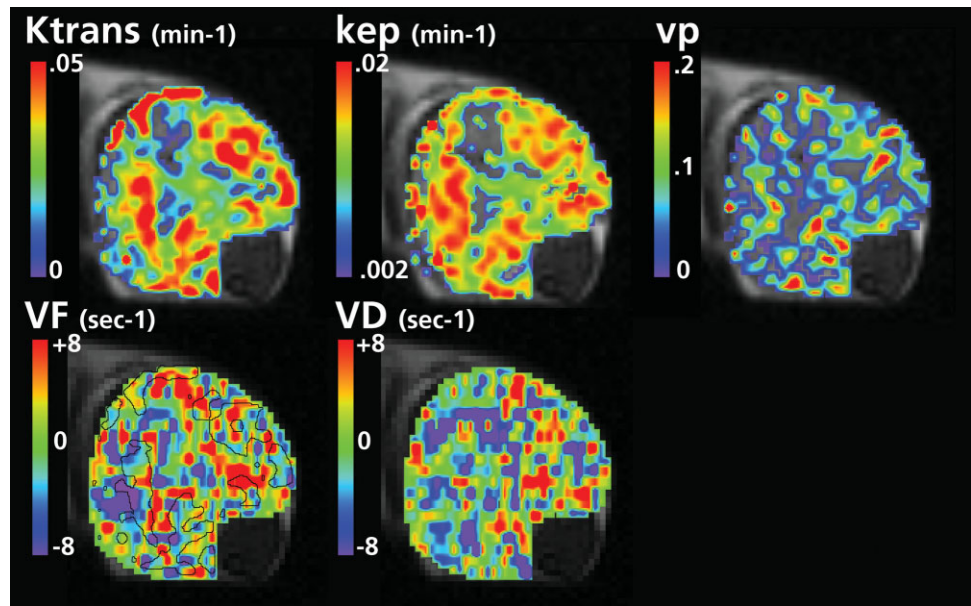 Ktrans (min-1)
kep (min-1)
vp
.05
0
.02
.002
.2
.1
0
VF (sec-1)
VD (sec-1)
+8
0
-8
+8
0
-8